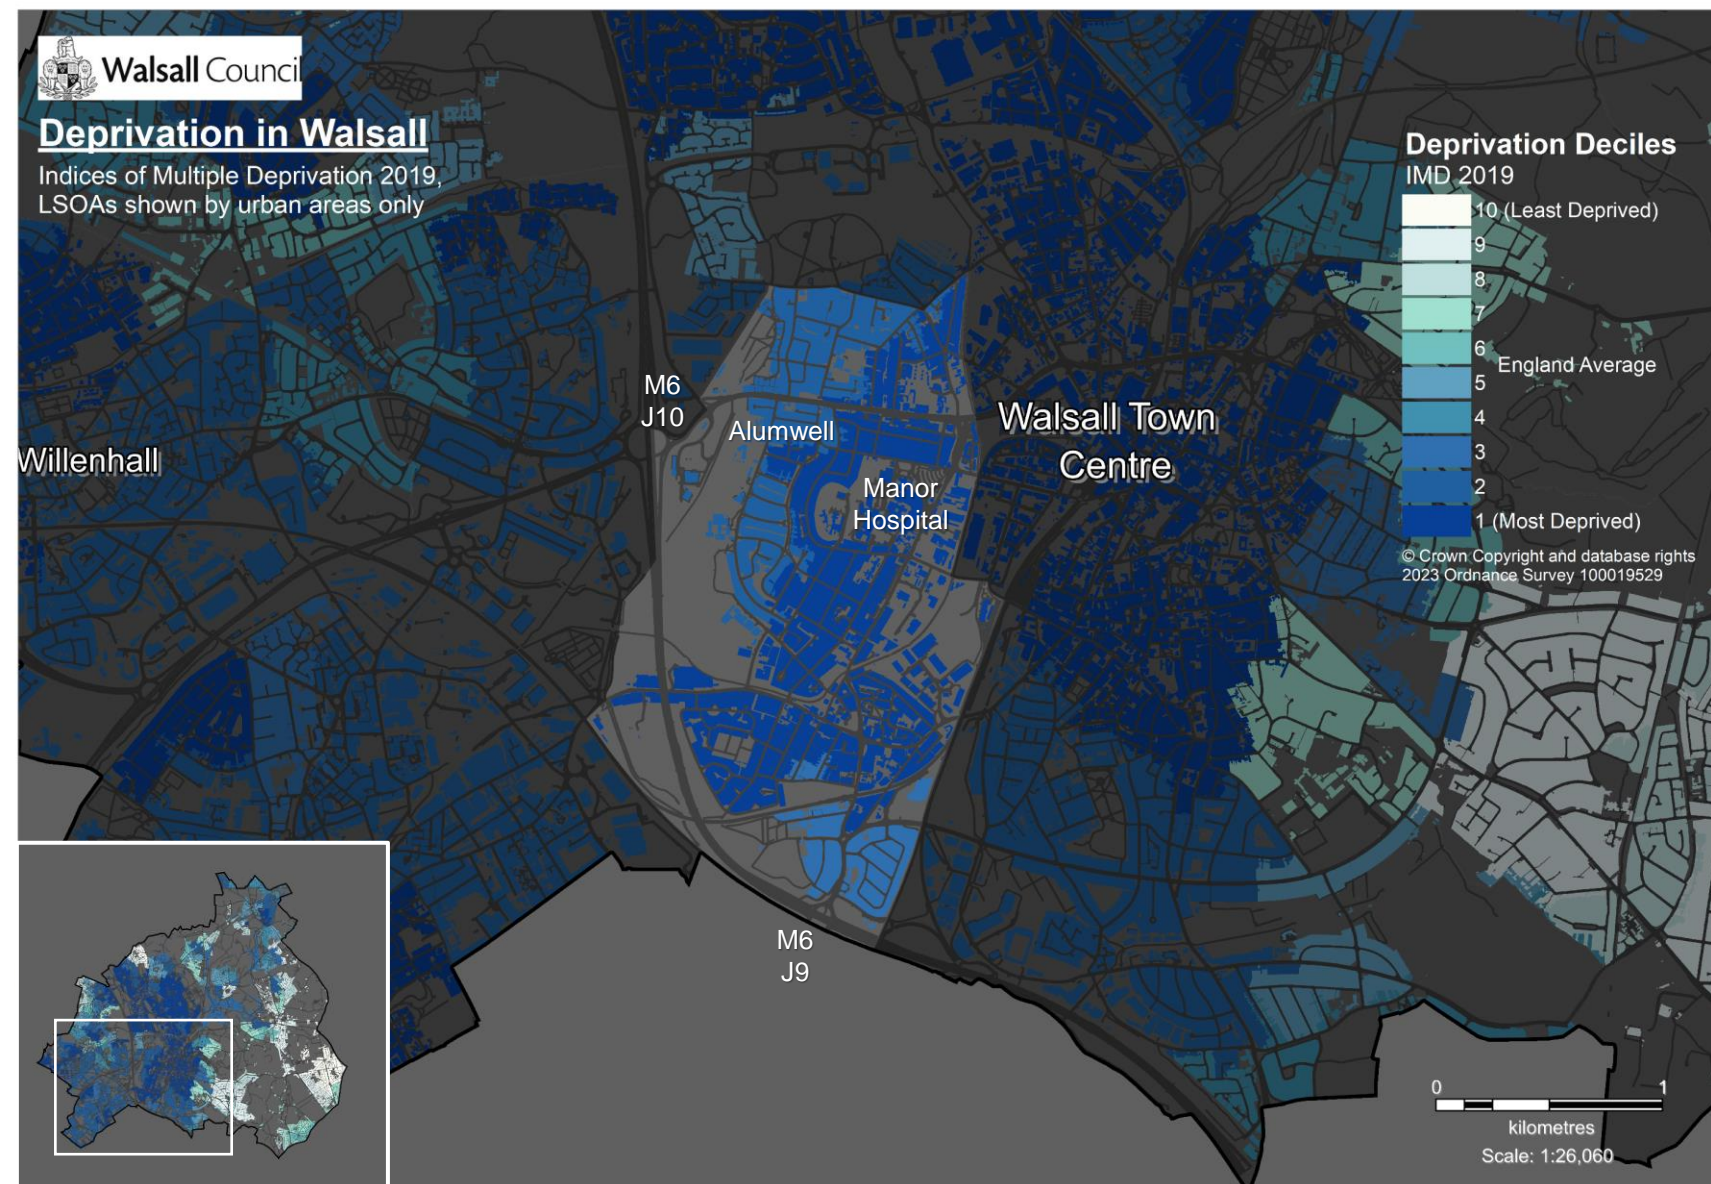 Walsall Council
Deprivation in Walsall
Indices of Multiple Deprivation 2019,
LSOAs shown by urban areas only
Deprivation Deciles
IMD 2019
10 (Least Deprived)
9
8
7
6
England Average
5
4
3
2
1 (Most Deprived)
© Crown Copyright and database rights
2023 Ordnance Survey 100019529
M6
J10
Alumwell
Walsall Town
Centre
Willenhall
Manor
Hospital
M6
J9
0 1
kilometres
Scale: 1:26,060